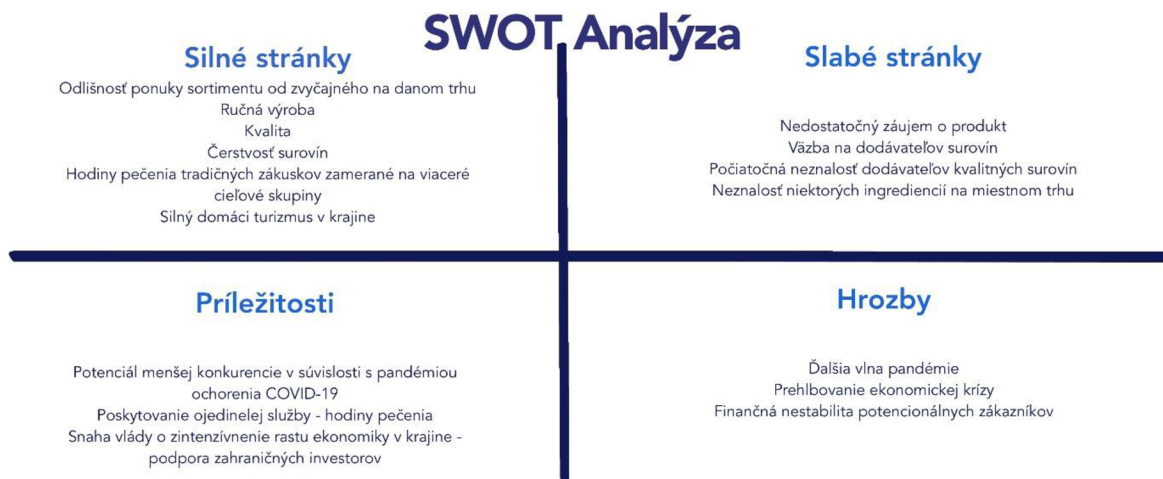 SWOT Analýza
Silné stránky
Odlišnosť ponuky sortimentu od zvyčajného na danom trhu
Ručná výroba
Kvalita
Čerstvosť surovín
Hodiny pečenia tradičných zákuskov zamerané na viaceré
cieľové skupiny
Silný domáci turizmus v krajine
Slabé stránky
Nedostatočný záujem o produkt
Väzba na dodávateľov surovín
Počiatočná neznalosť dodávateľov kvalitných surovín
Neznalosť niektorých ingrediencií na miestnom trhu
Príležitosti
Potenciál menšej konkurencie v súvislosti s pandémiou
ochorenia COVID-19
Poskytovanie ojedinelej služby - hodiny pečenia
Snaha vlády o zintenzívnenie rastu ekonomiky v krajine -
podpora zahraničných investorov
Hrozby
Ďalšia vlna pandémie
Prehlbovanie ekonomickej krízy
Finančná nestabilita potencionálnych zákazníkov